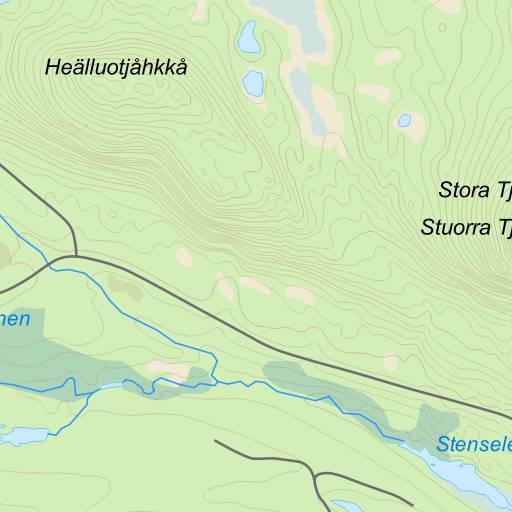 Heälluotjåhkkå
Stora Tj
Stuorra Tj
nen
Stensele